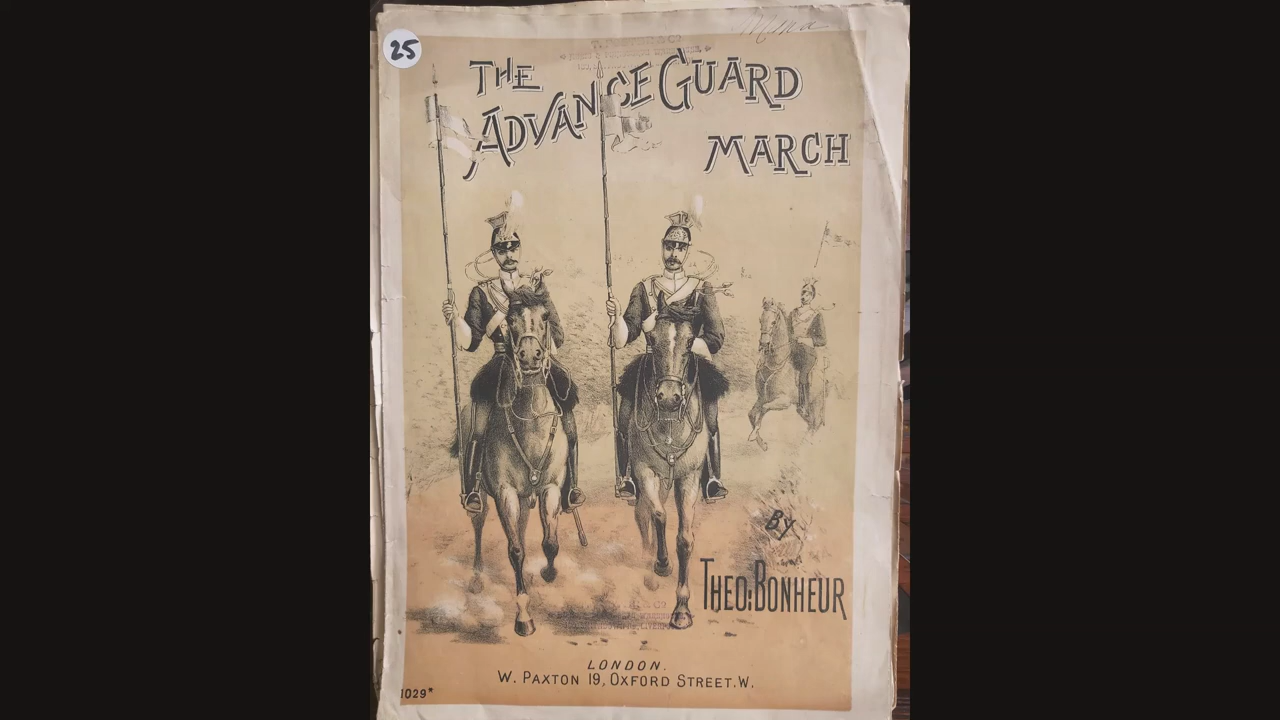 25
THE
ADVANCE GUARD
MARCH
BY
THEO: BONHEUR
LONDON.
W. PAXTON 19, OXFORD STREET. W.
1029*